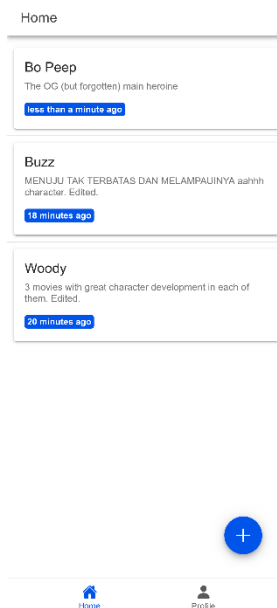 Home
Bo Peep
The OG (but forgotten) main heroine
less than a minute ago
Buzz
MENUJU TAK TERBATAS DAN MELAMPAUINYA aahhh
character. Edited.
18 minutes ago
Woody
3 movies with great character development in each of
them. Edited.
20 minutes ago
Home
Profile